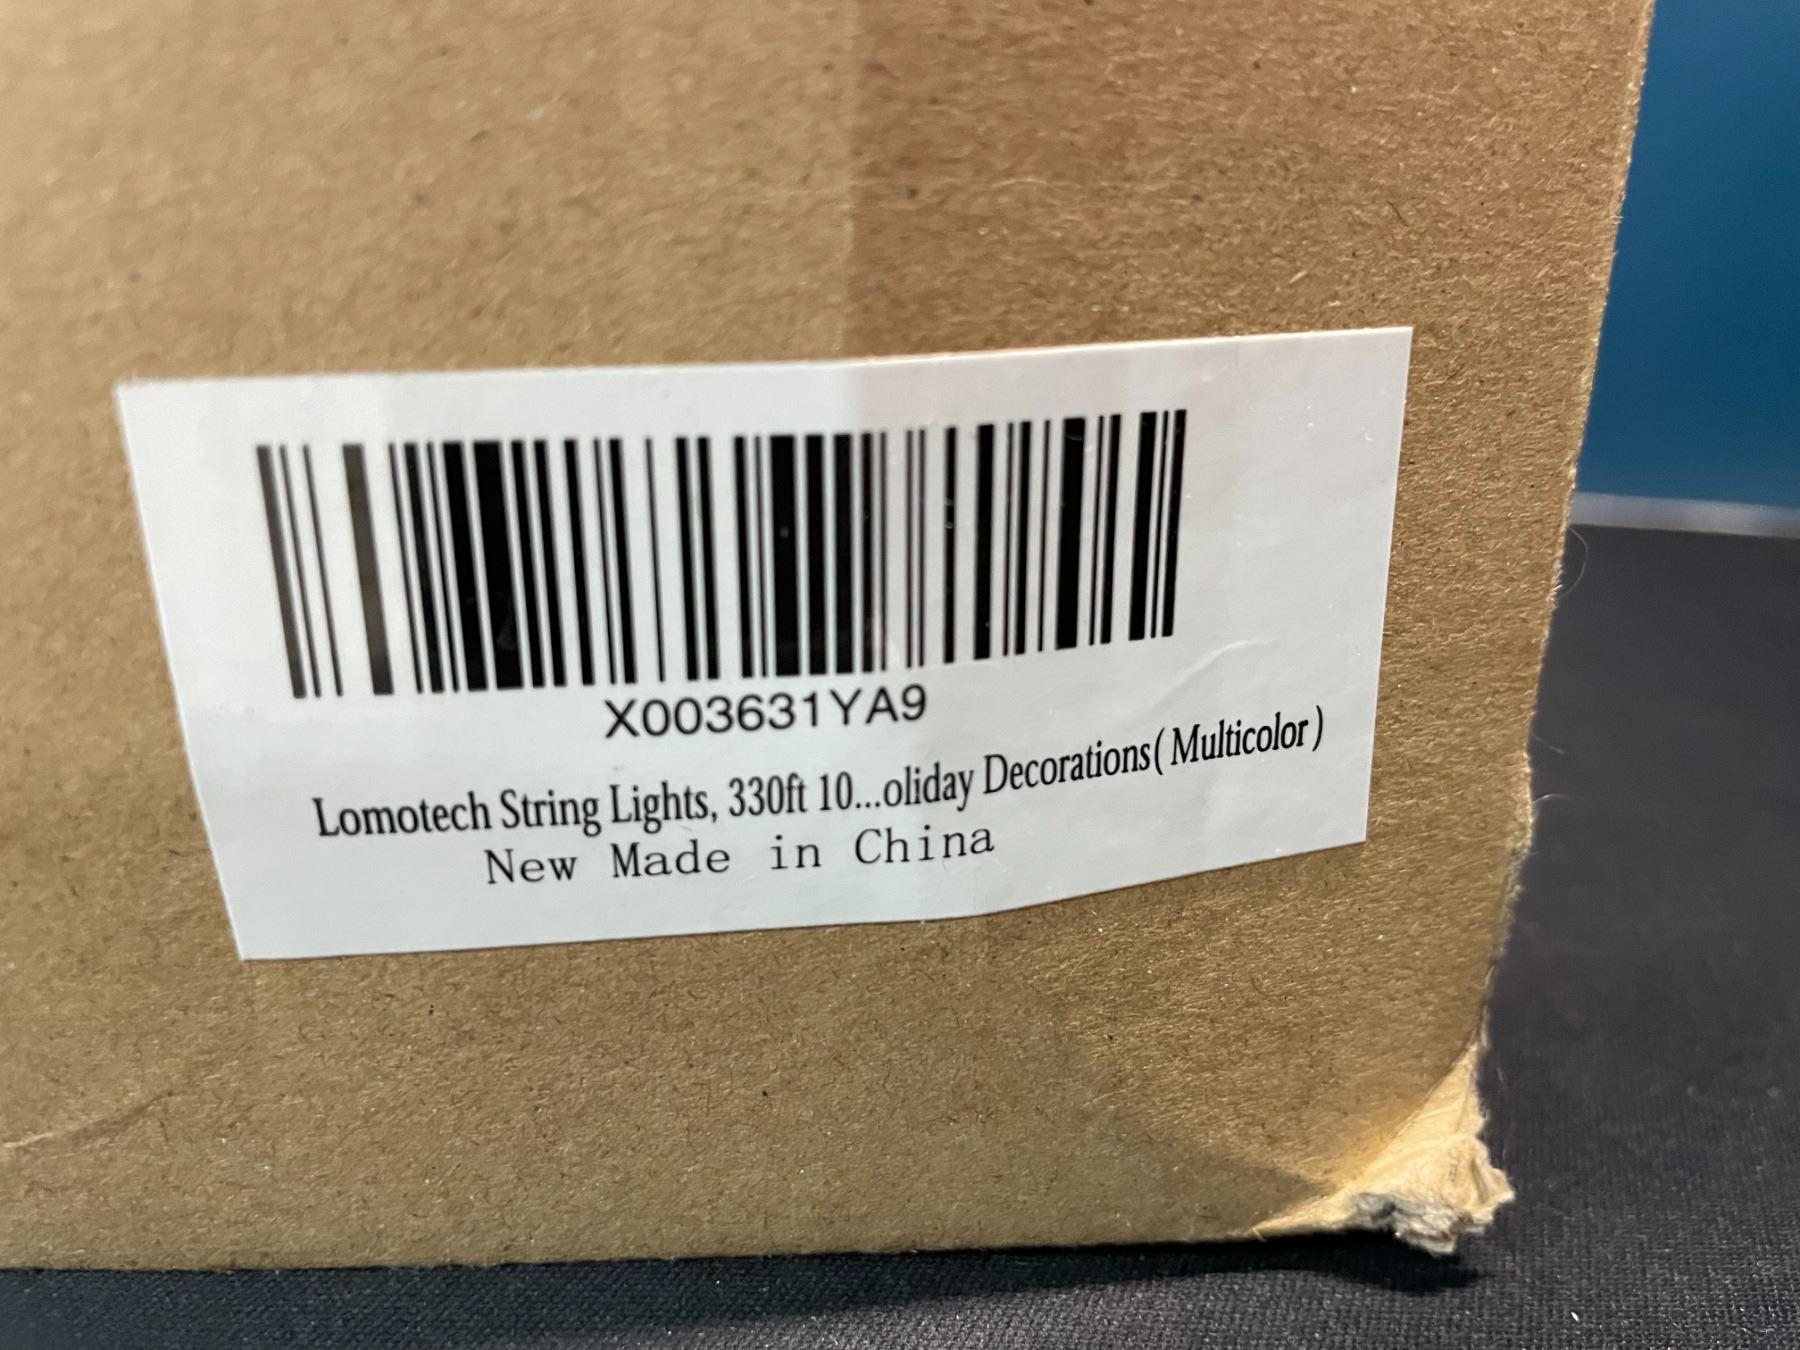 X003631YA9
Lomotech String Lights, 330ft 10...oliday Decorations( Multicolor )
New Made in China